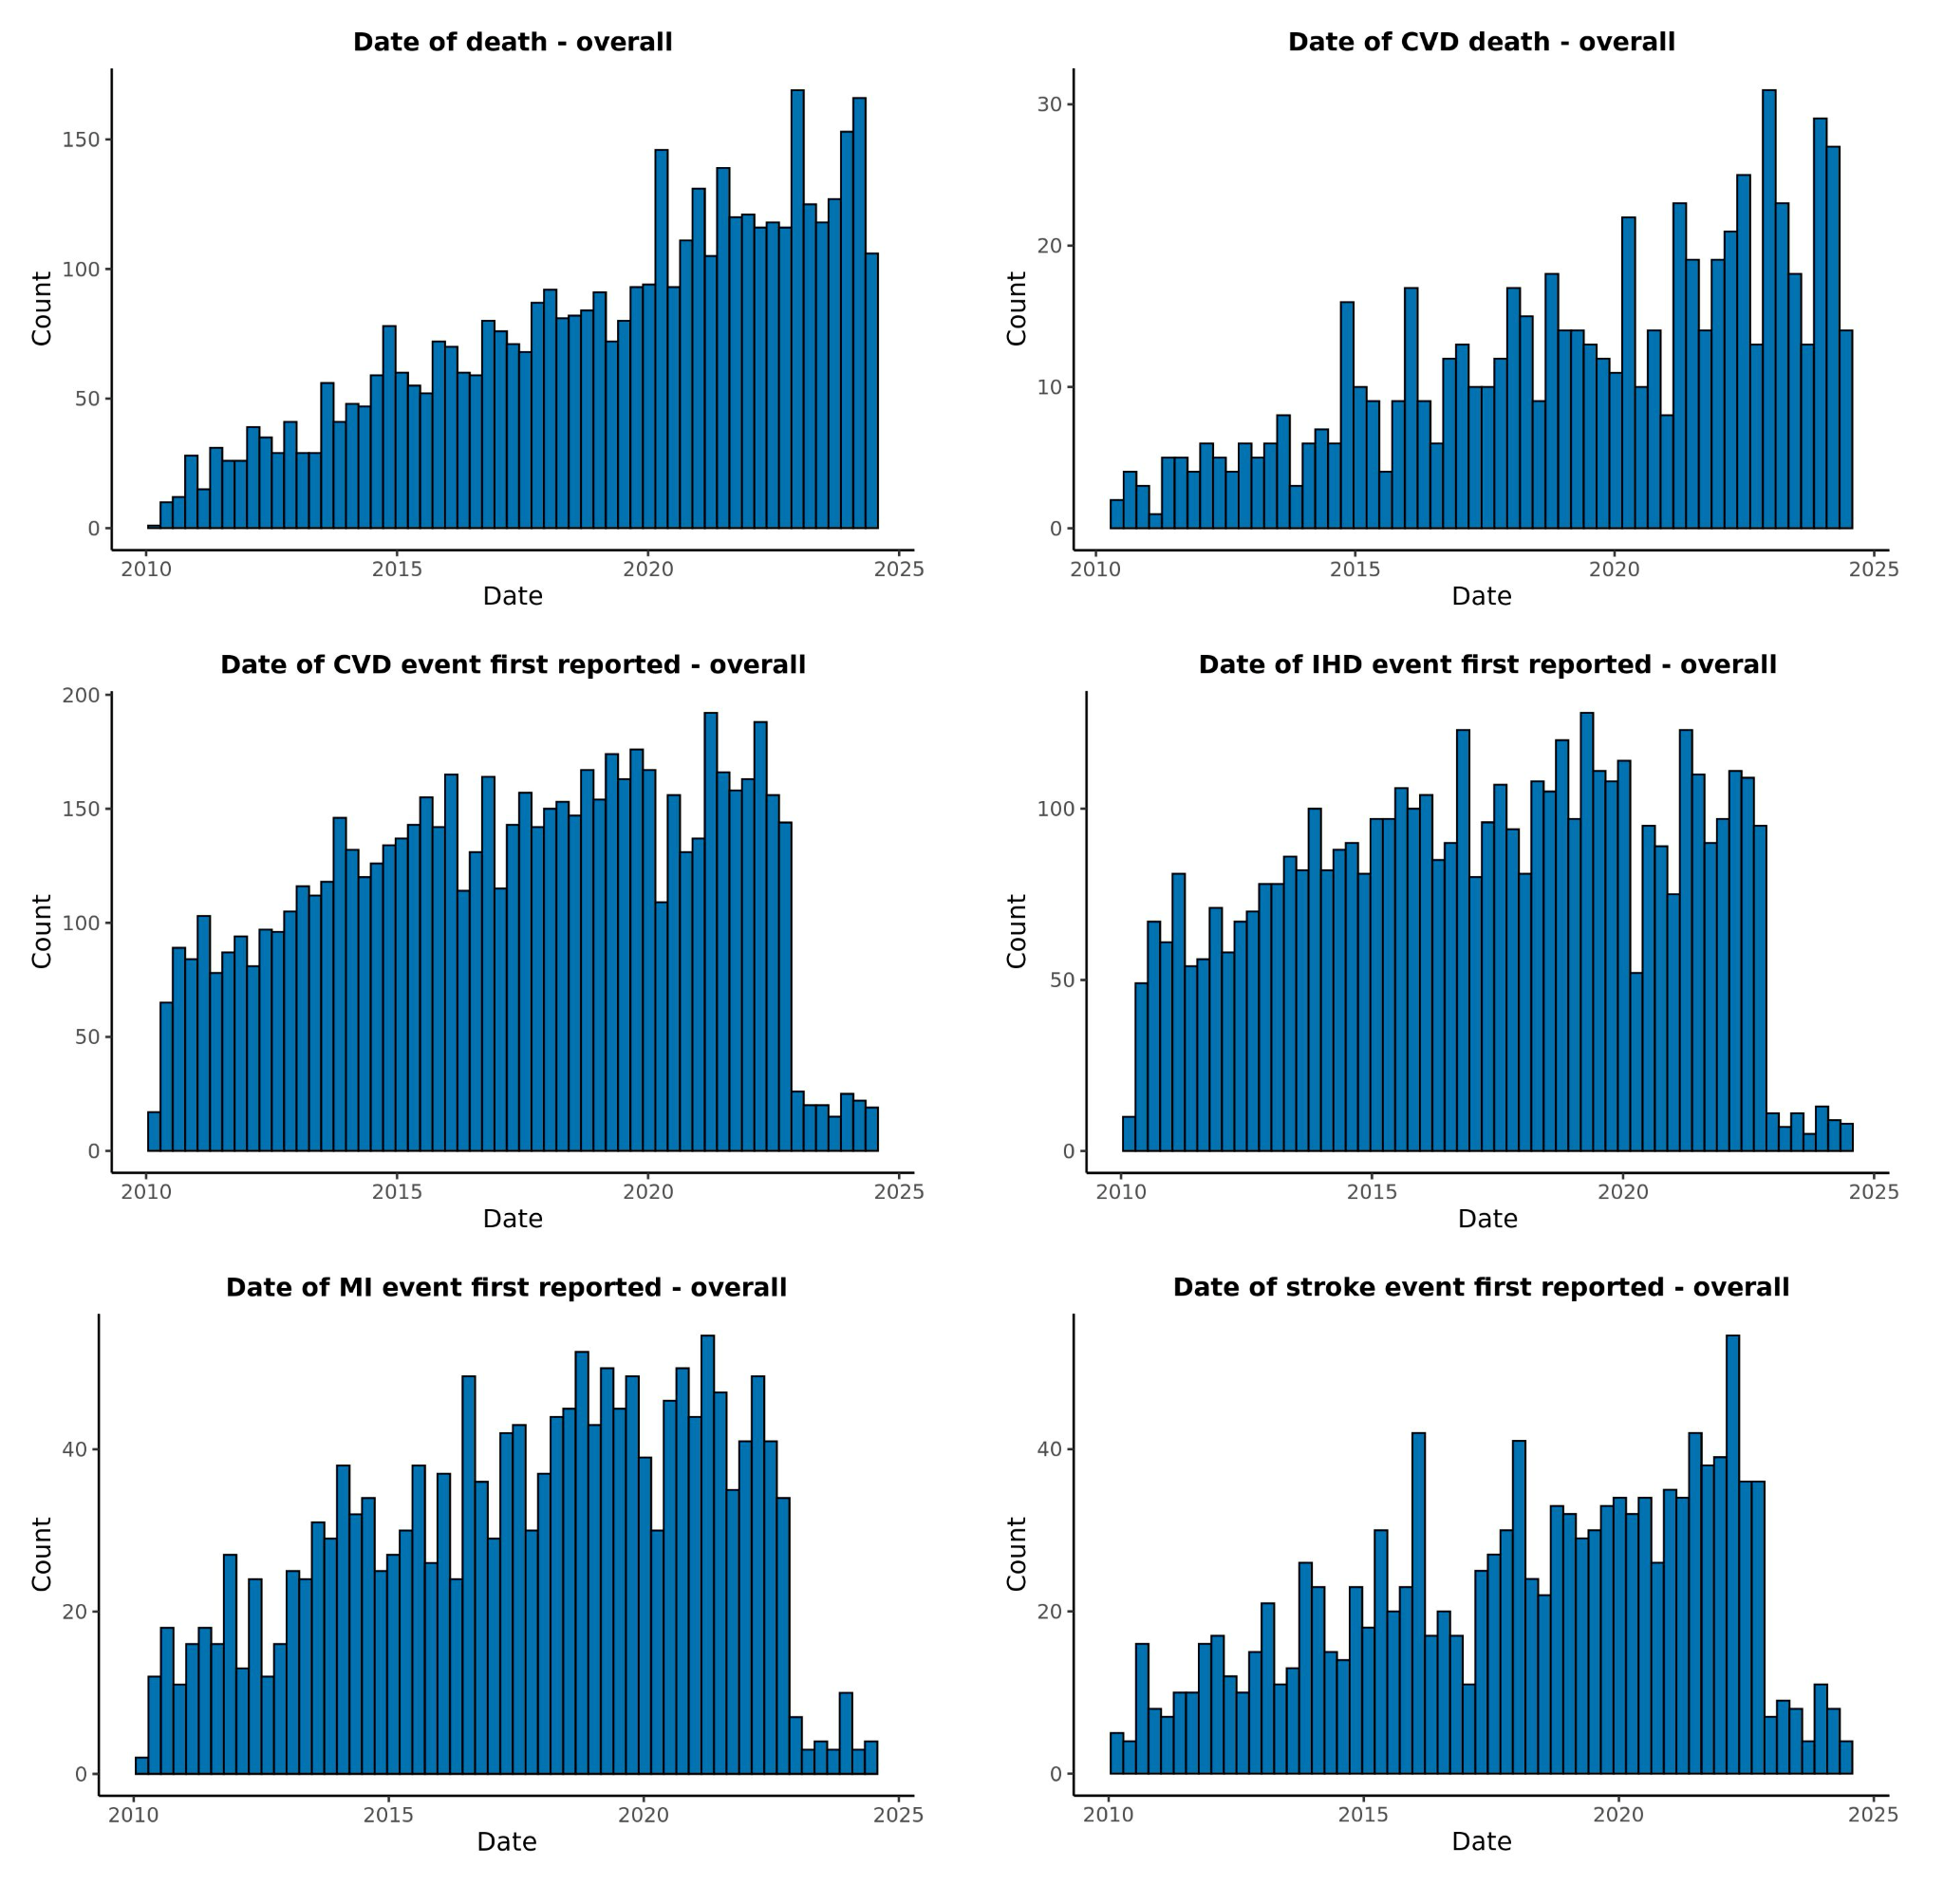 Date of death - overall
Count
150
100
50
0
2010 2015 2020 2025
Date
Date of CVD death - overall
Count
30
20
10
0
2010 2015 2020 2025
Date
Date of CVD event first reported - overall
Count
200
150
100
50
0
2010 2015 2020 2025
Date
Date of IHD event first reported - overall
Count
100
50
0
2010 2015 2020 2025
Date
Date of MI event first reported - overall
Count
40
20
0
2010 2015 2020 2025
Date
Date of stroke event first reported - overall
Count
40
20
0
2010 2015 2020 2025
Date